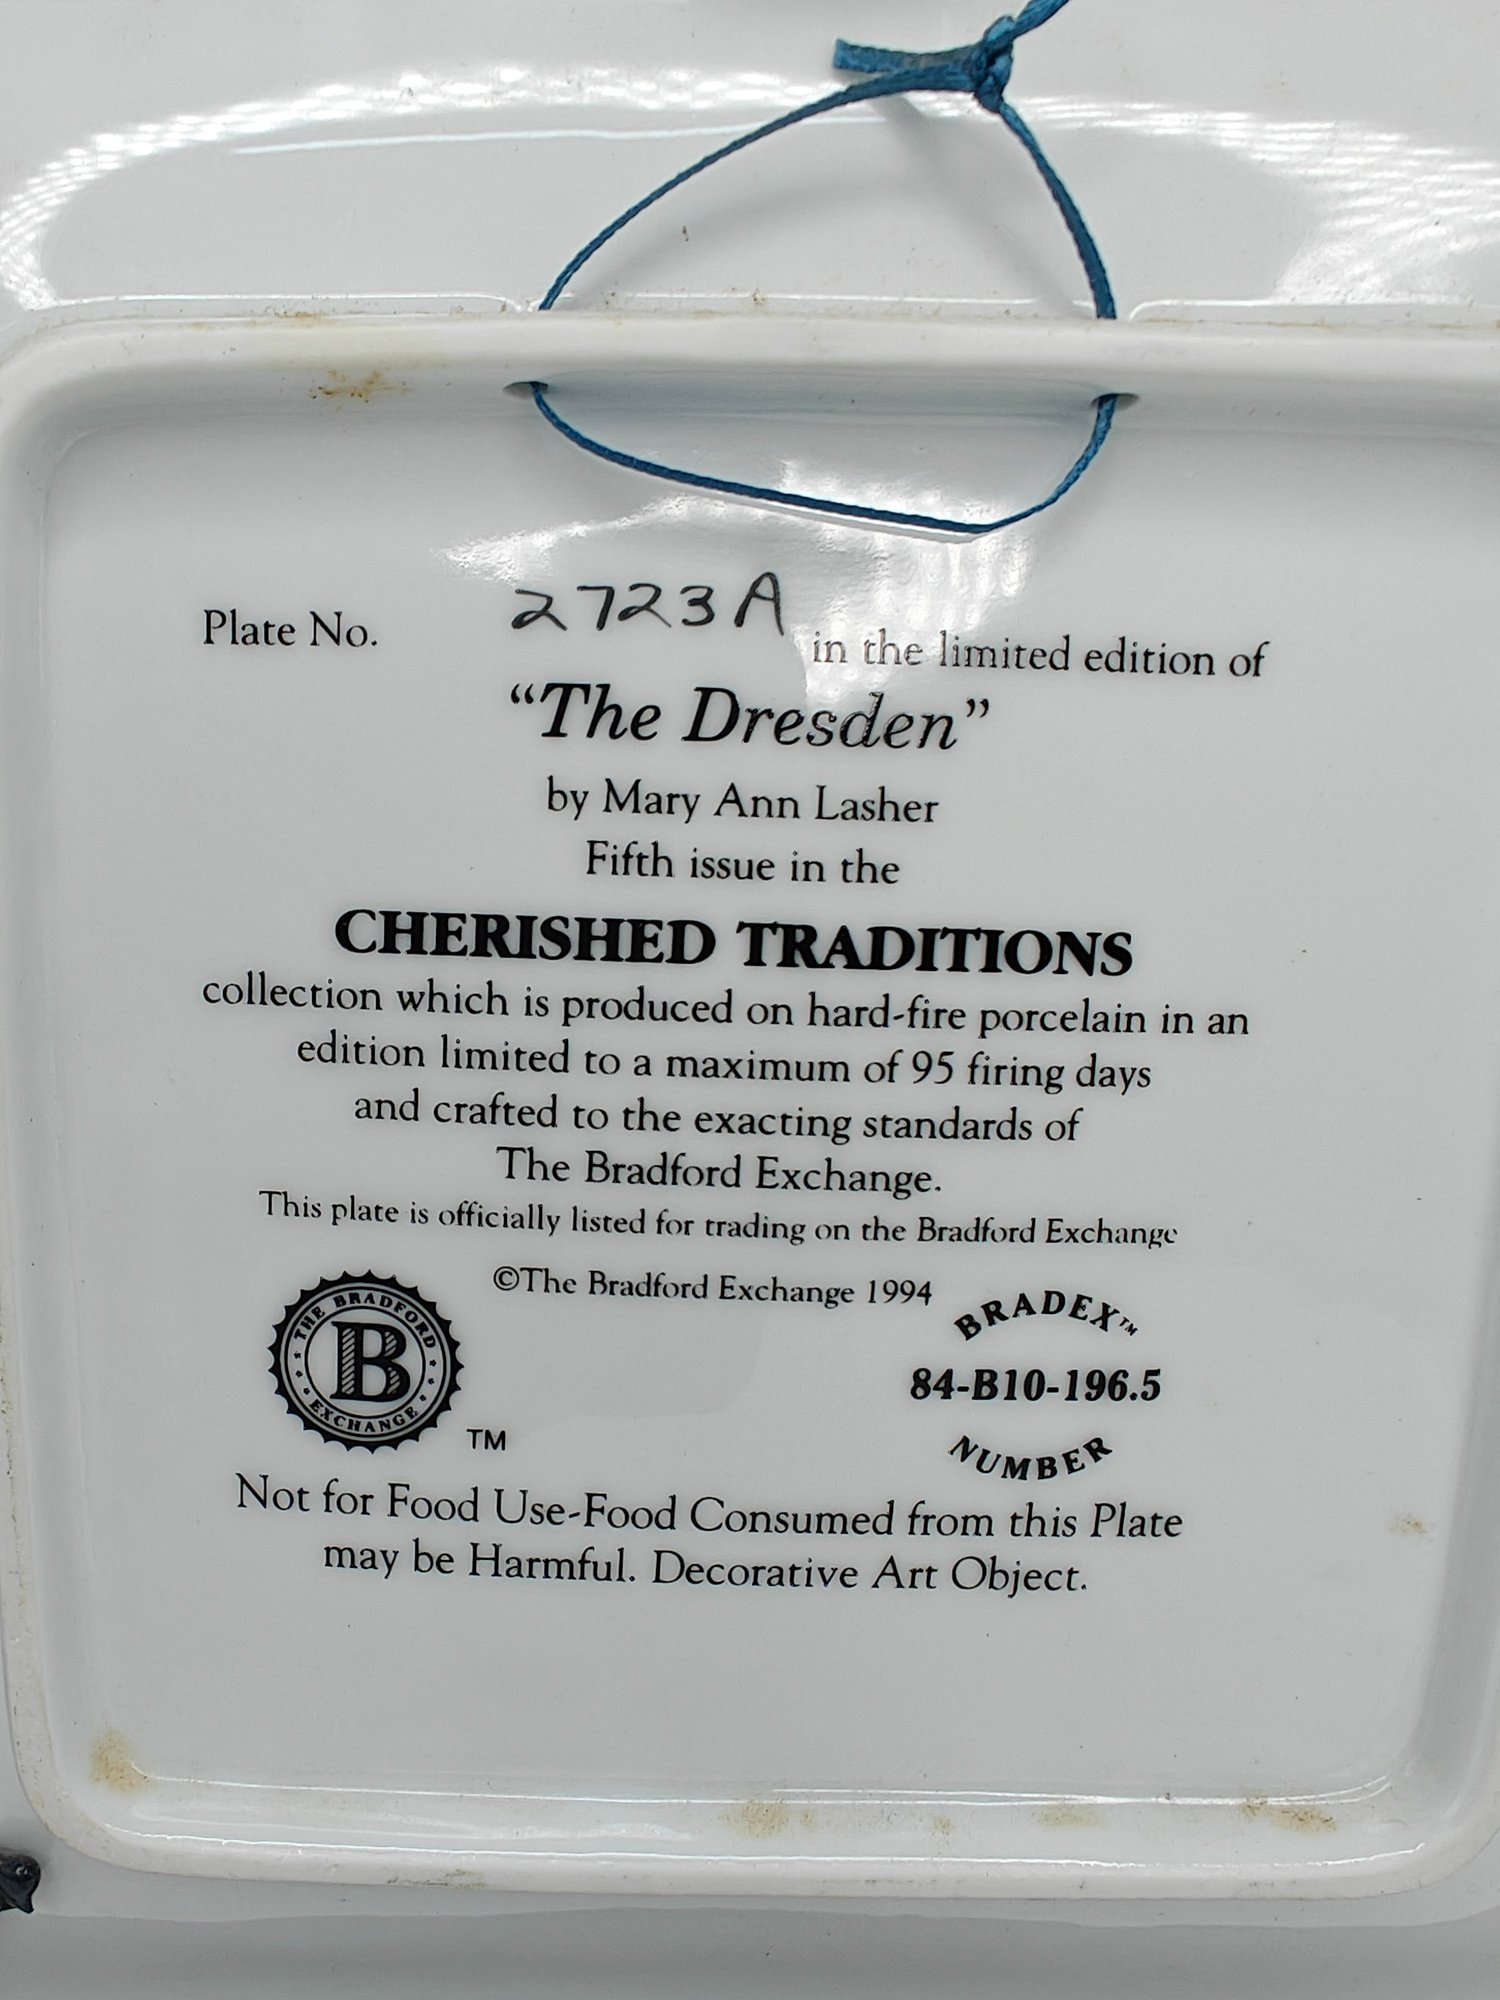 Plate No. 2723A in the limited edition of
“The Dresden”
by Mary Ann Lasher
Fifth issue in the
CHERISHED TRADITIONS
collection which is produced on hard-fire porcelain in an
edition limited to a maximum of 95 firing days
and crafted to the exacting standards of
The Bradford Exchange.
This plate is officially listed for trading on the Bradford Exchange
©The Bradford Exchange 1994
THE BRADFORD
B
EXCHANGE
TM
BRADEX™
84-B10-196.5
NUMBER
Not for Food Use-Food Consumed from this Plate
may be Harmful. Decorative Art Object.